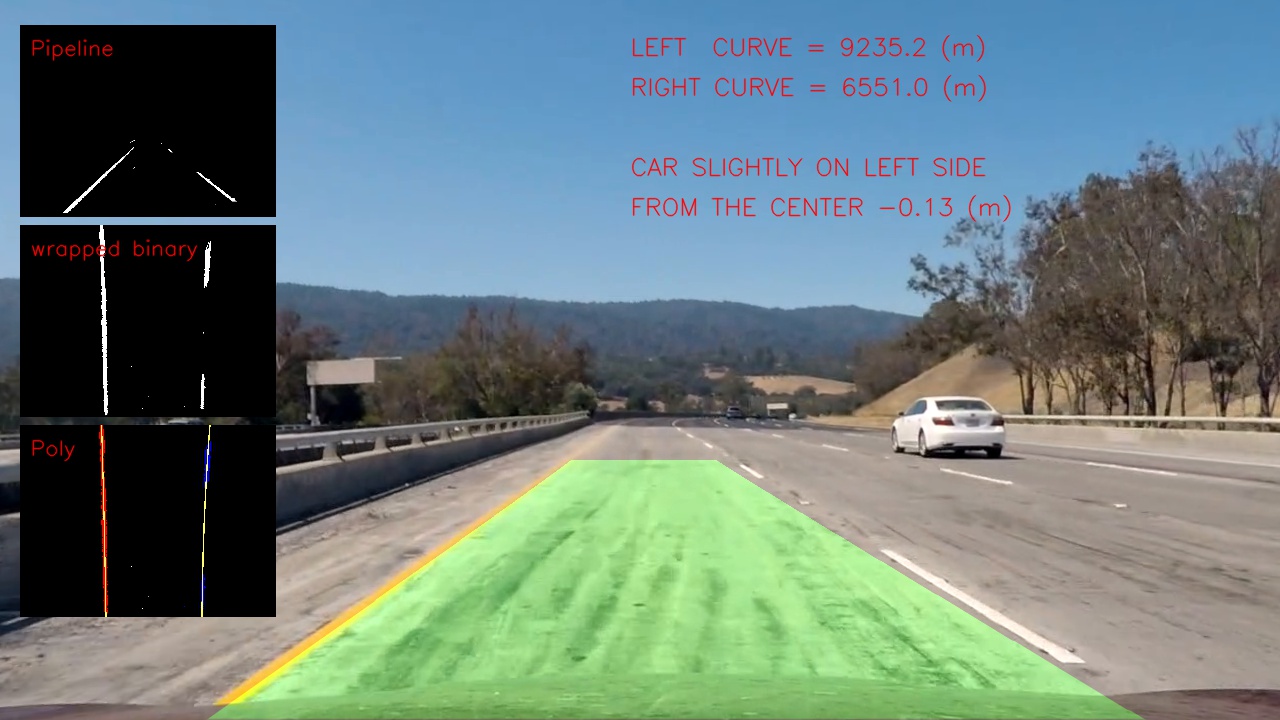 Pipeline
wrapped binary
Poly
LEFT CURVE = 9235.2 (m)
RIGHT CURVE = 6551.0 (m)
CAR SLIGHTLY ON LEFT SIDE
FROM THE CENTER -0.13 (m)